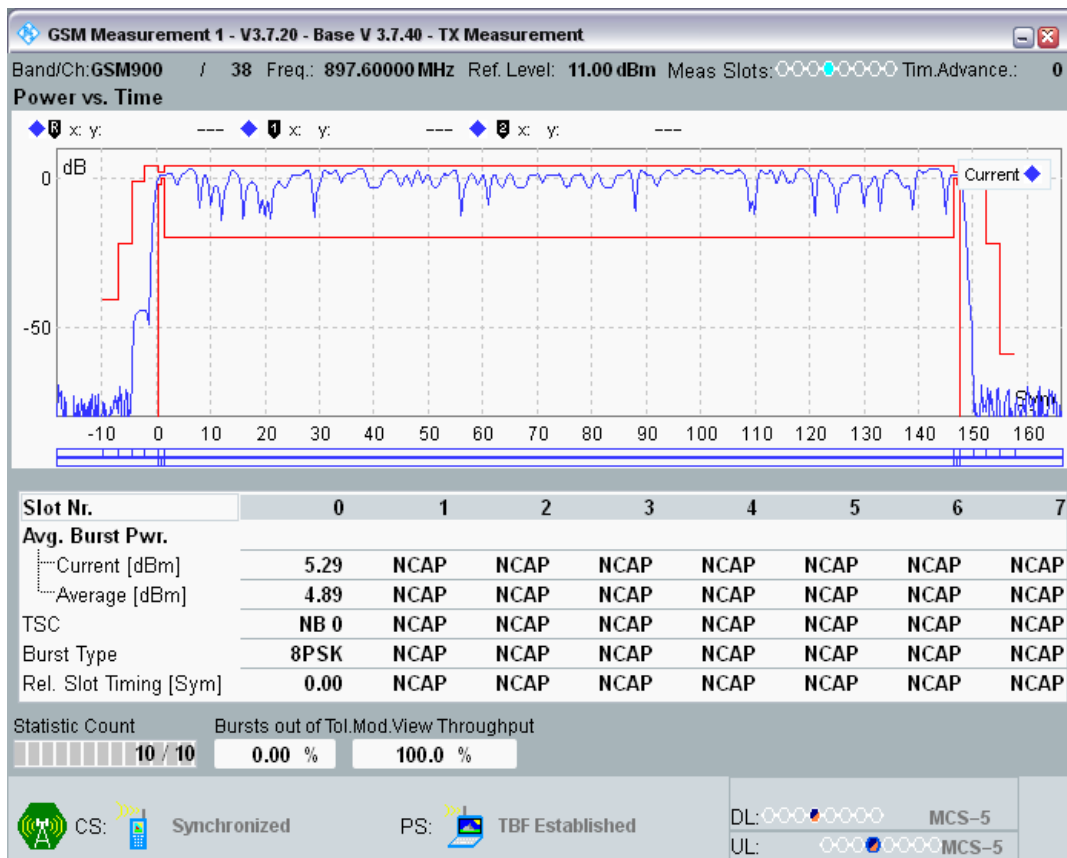 GSM Measurement 1 - V3.7.20 - Base V 3.7.40 - TX Measurement
Band/Ch:GSM900 / 38 Freq.: 897.60000 MHz Ref. Level: 11.00 dBm Meas Slots: Tim.Advance.: 0
Power vs. Time
R x: y: --- 1 x: y: --- 2 x: y: ---
dB
Current
0
-50
-10 0 10 20 30 40 50 60 70 80 90 100 110 120 130 140 150 160
Slot Nr. 0 1 2 3 4 5 6 7
Avg. Burst Pwr.
Current [dBm] 5.29 NCAP NCAP NCAP NCAP NCAP NCAP NCAP
Average [dBm] 4.89 NCAP NCAP NCAP NCAP NCAP NCAP NCAP
TSC NB 0 NCAP NCAP NCAP NCAP NCAP NCAP NCAP
Burst Type 8PSK NCAP NCAP NCAP NCAP NCAP NCAP NCAP
Rel. Slot Timing [Sym] 0.00 NCAP NCAP NCAP NCAP NCAP NCAP NCAP
Statistic Count Bursts out of Tol.Mod.View Throughput
10 / 10 0.00 % 100.0 %
CS: Synchronized PS: TBF Established
DL: MCS-5
UL: MCS-5